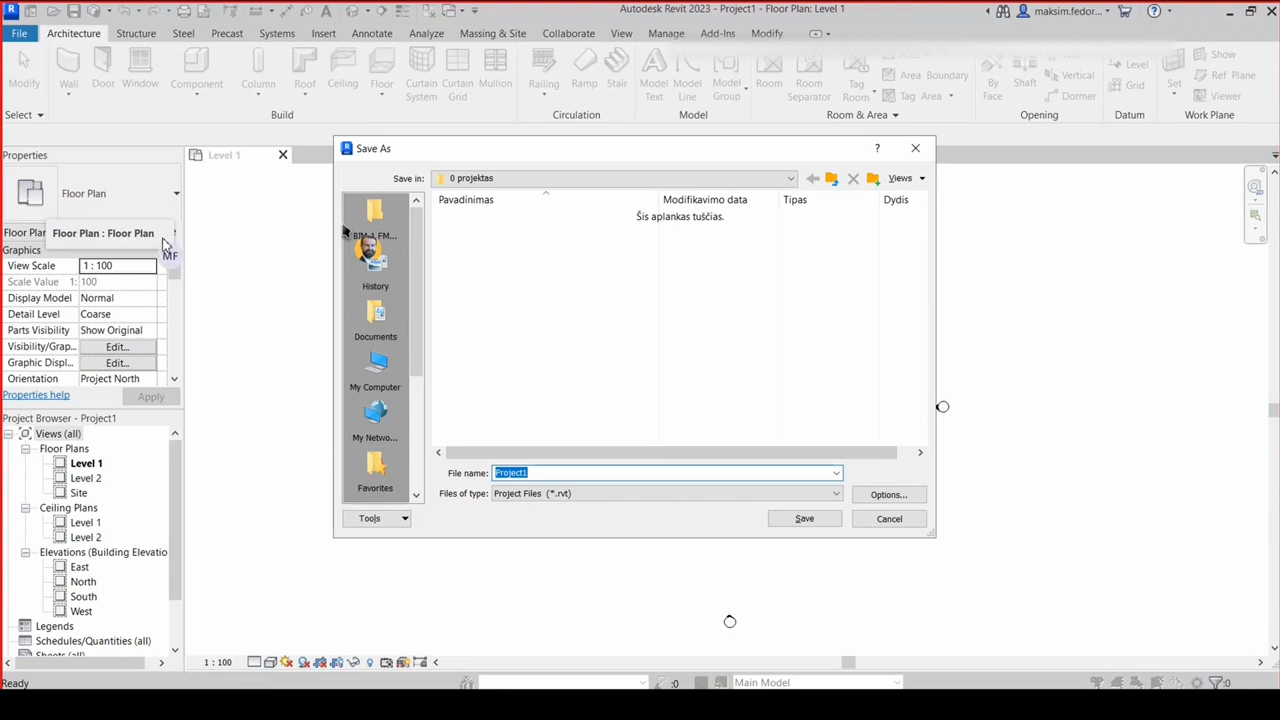 Autodesk Revit 2023 - Project1 - Floor Plan: Level 1
maksim.fedor...
File Architecture Structure Steel Precast Systems Insert Annotate Analyze Massing & Site Collaborate View Manage Add-Ins Modify
Modify
Wall
Door
Window
Component
Column
Roof
Ceiling
Floor
Curtain System
Curtain Grid
Mullion
Railing
Ramp
Stair
Model Text
Model Line
Model Group
Room
Room Separator
Tag Room
Area Boundary
Tag Area
By Face
Shaft
Vertical
Dormer
Level
Grid
Set
Show
Ref Plane
Viewer
Select Build Circulation Model Room & Area Opening Datum Work Plane
Properties
Level 1
Floor Plan
Floor Plan
Floor Plan : Floor Plan
MF
Graphics
View Scale 1 : 100
Scale Value 1: 100
Display Model Normal
Detail Level Coarse
Parts Visibility Show Original
Visibility/Grap... Edit...
Graphic Displ... Edit...
Orientation Project North
Properties help Apply
Project Browser - Project1
Views (all)
Floor Plans
Level 1
Level 2
Site
Ceiling Plans
Level 1
Level 2
Elevations (Building Elevatio
East
North
South
West
Legends
Schedules/Quantities (all)
Sheets (all)
Save As
Save in: 0 projektas Views
Pavadinimas Modifikavimo data Tipas Dydis
Šis aplankas tuščias.
BIM-1 FM...
History
Documents
My Computer
My Netwo...
Favorites
File name: Project1
Files of type: Project Files (*.rvt) Options...
Tools Save Cancel
1 : 100
Ready
:0
Main Model
:0